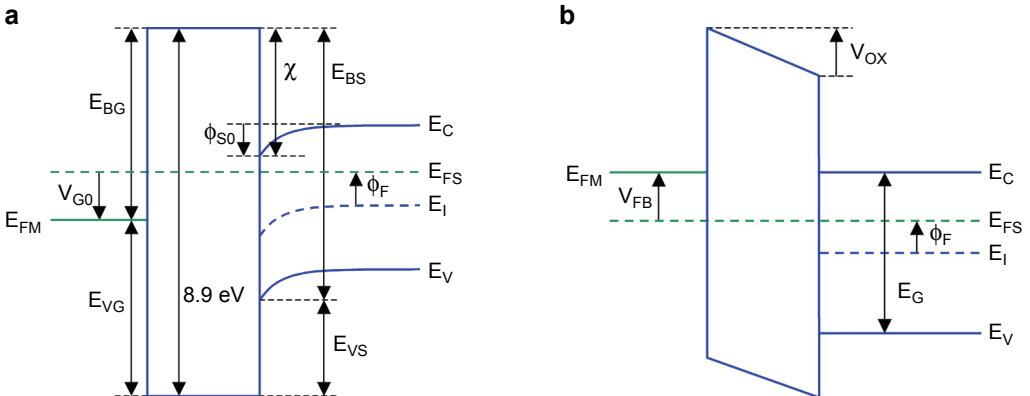 a
E_BG
χ
E_BS
ϕ_S0
E_C
E_FS
V_G0
ϕ_F
E_I
E_FM
E_V
E_VG
8.9 eV
E_VS
b
V_OX
E_FM
E_C
V_FB
E_FS
ϕ_F
E_I
E_G
E_V